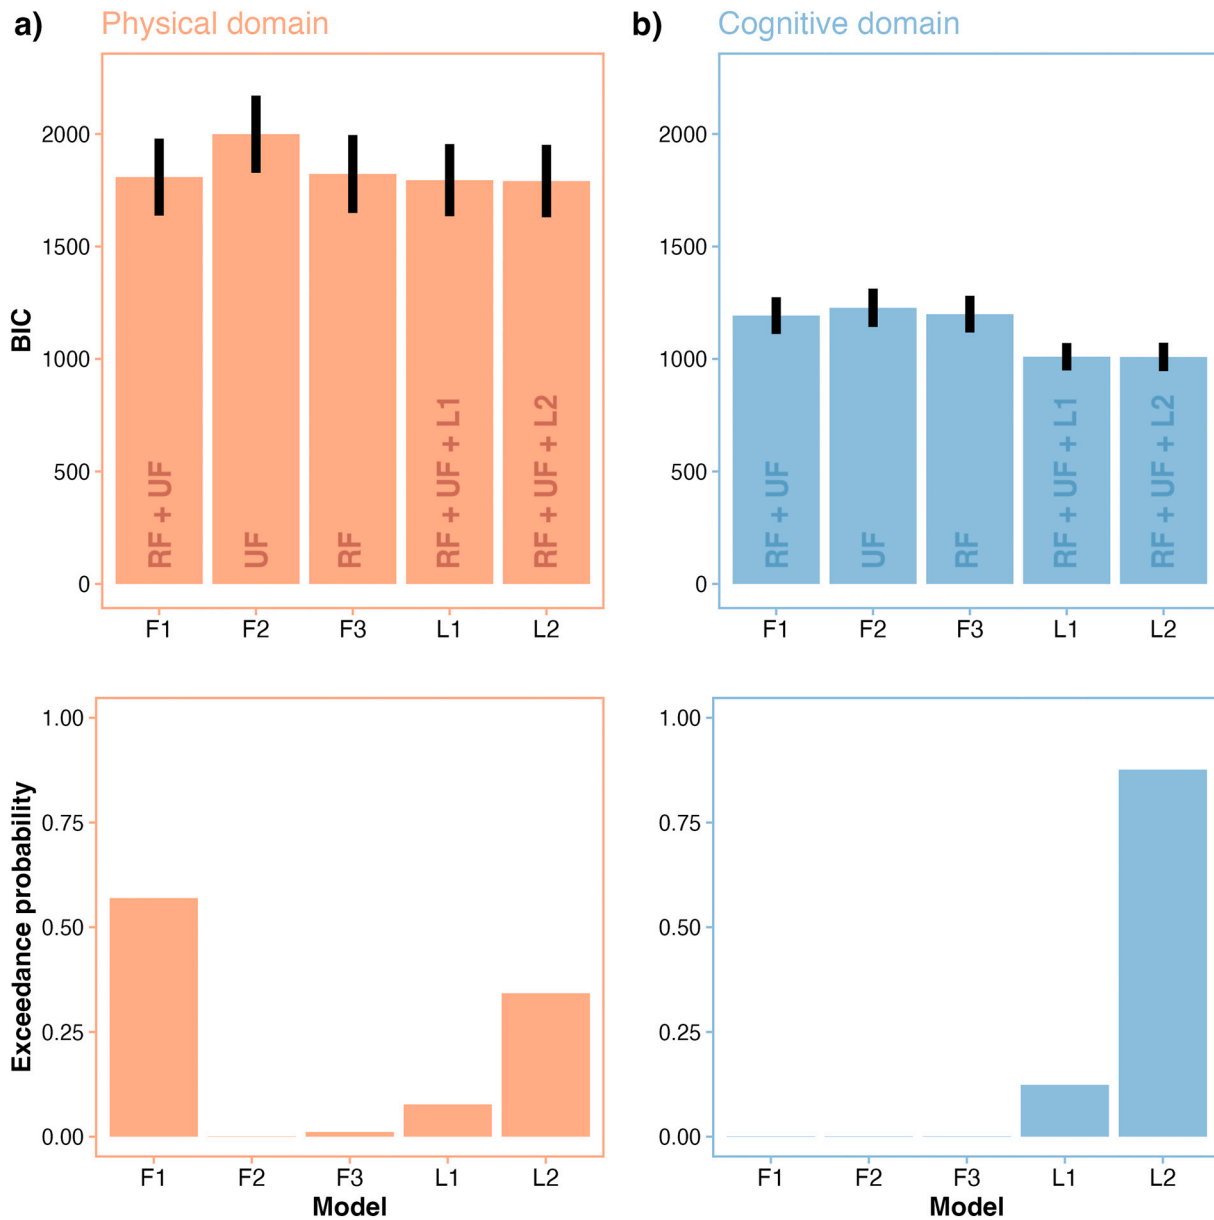 a) Physical domain
BIC
2000
1500
1000
500
0
RF + UF
UF
RF
RF + UF + L1
RF + UF + L2
F1 F2 F3 L1 L2
b) Cognitive domain
2000
1500
1000
500
0
RF + UF
UF
RF
RF + UF + L1
RF + UF + L2
F1 F2 F3 L1 L2
Exceedance probability
1.00
0.75
0.50
0.25
0.00
F1 F2 F3 L1 L2
Model
1.00
0.75
0.50
0.25
0.00
F1 F2 F3 L1 L2
Model